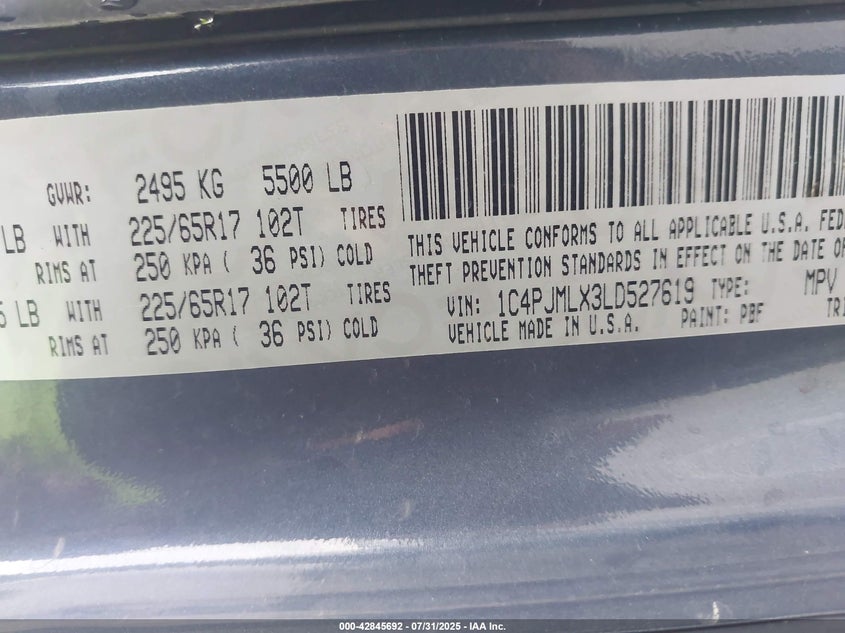 GVWR: 2495 KG 5500 LB
LB WITH 225/65R17 102T TIRES
RIMS AT 250 KPA ( 36 PSI) COLD
5 LB WITH 225/65R17 102T TIRES
RIMS AT 250 KPA ( 36 PSI) COLD
THIS VEHICLE CONFORMS TO ALL APPLICABLE U.S.A. FEDE
THEFT PREVENTION STANDARDS IN EFFECT ON THE DATE OF
VIN: 1C4PJMLX3LD527619 TYPE: MPV
VEHICLE MADE IN U.S.A. PAINT: PBF TRI
000-42845692 - 07/31/2025 - IAA Inc.